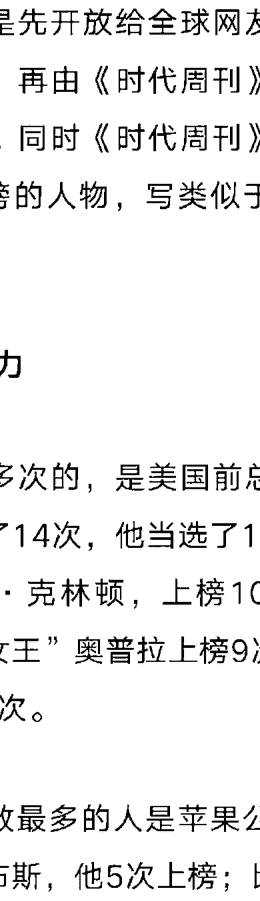 是先开放给全球网友
再由《时代周刊》
同时《时代周刊》
榜的人物，写类似于
力
多次的，是美国前总
了14次，他当选了1
·克林顿，上榜10
女王”奥普拉上榜9次
次。
数最多的人是苹果公
布斯，他5次上榜；比